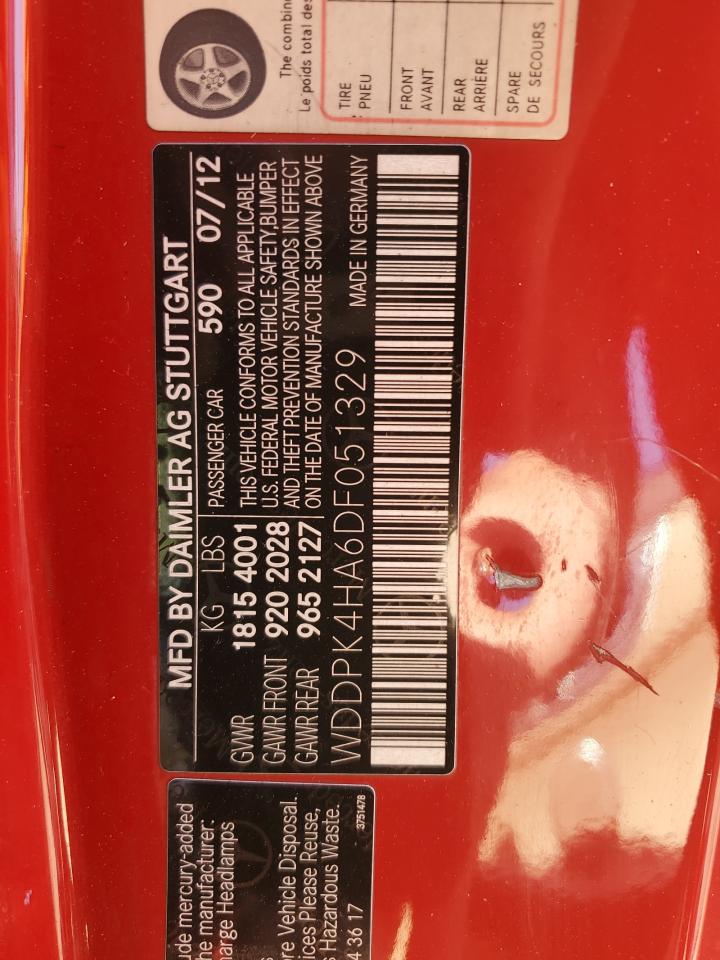 MFD BY DAIMLER AG STUTTGART
KG LBS PASSENGER CAR 590 07/12
GVWR 1815 4001
GAWR FRONT 920 2028
GAWR REAR 965 2127
THIS VEHICLE CONFORMS TO ALL APPLICABLE
U.S. FEDERAL MOTOR VEHICLE SAFETY,BUMPER
AND THEFT PREVENTION STANDARDS IN EFFECT
ON THE DATE OF MANUFACTURE SHOWN ABOVE
WDDPK4HA6DF051329 MADE IN GERMANY
The combin
Le poids total des
TIRE
PNEU
FRONT
AVANT
REAR
ARRIÈRE
SPARE
DE SECOURS
ude mercury-added
he manufacturer:
harge Headlamps
re Vehicle Disposal.
ices Please Reuse,
s Hazardous Waste.
4 36 17
3751478